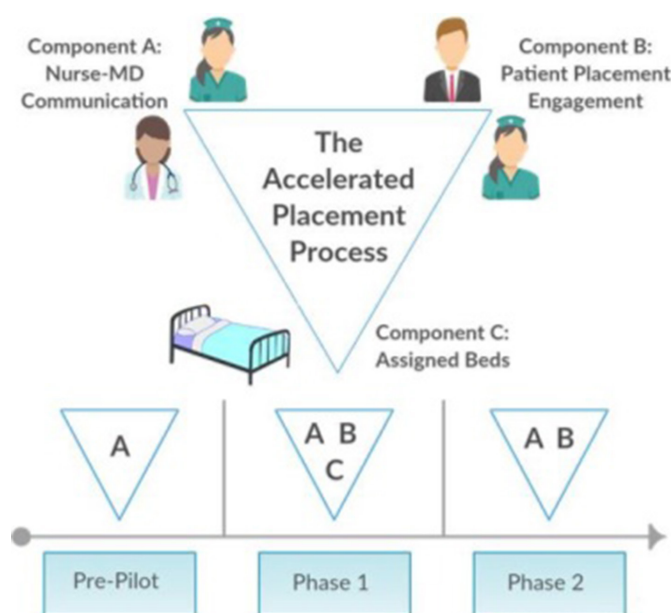 Component A:
Nurse-MD
Communication
Component B:
Patient Placement
Engagement
The
Accelerated
Placement
Process
Component C:
Assigned Beds
A
A B
C
A B
Pre-Pilot
Phase 1
Phase 2